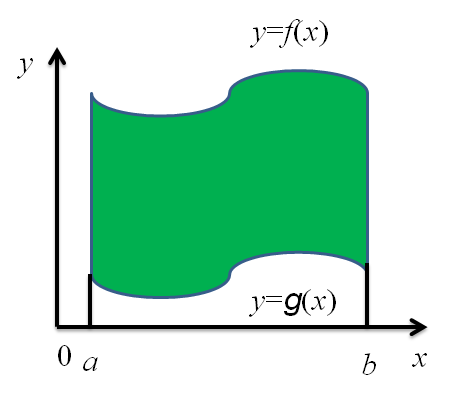 y=f(x)
y
y=g(x)
0 a b x